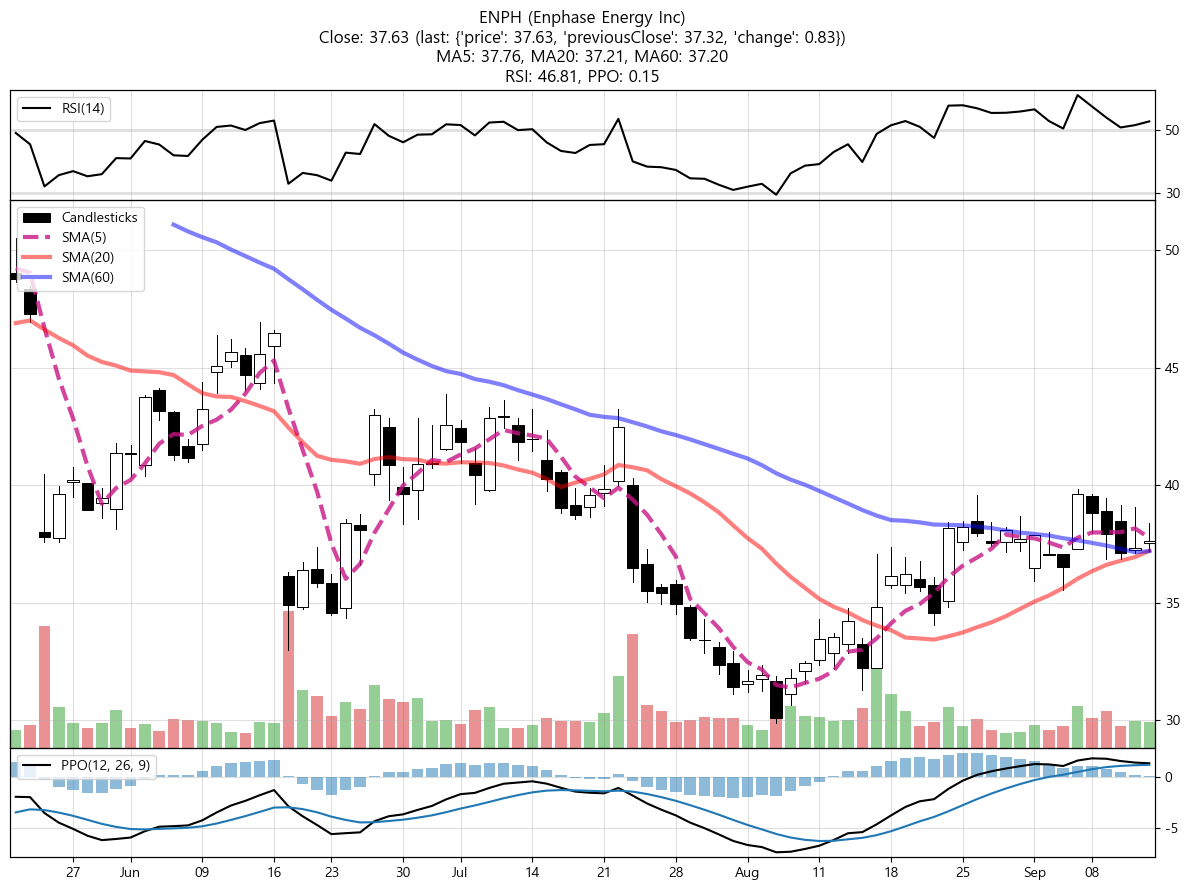 ENPH (Enphase Energy Inc)
Close: 37.63 (last: {'price': 37.63, 'previousClose': 37.32, 'change': 0.83})
MA5: 37.76, MA20: 37.21, MA60: 37.20
RSI: 46.81, PPO: 0.15
RSI(14)
50
30
Candlesticks
SMA(5)
SMA(20)
SMA(60)
50
45
40
35
30
PPO(12, 26, 9)
0
-5
27 Jun 09 16 23 30 Jul 14 21 28 Aug 11 18 25 Sep 08